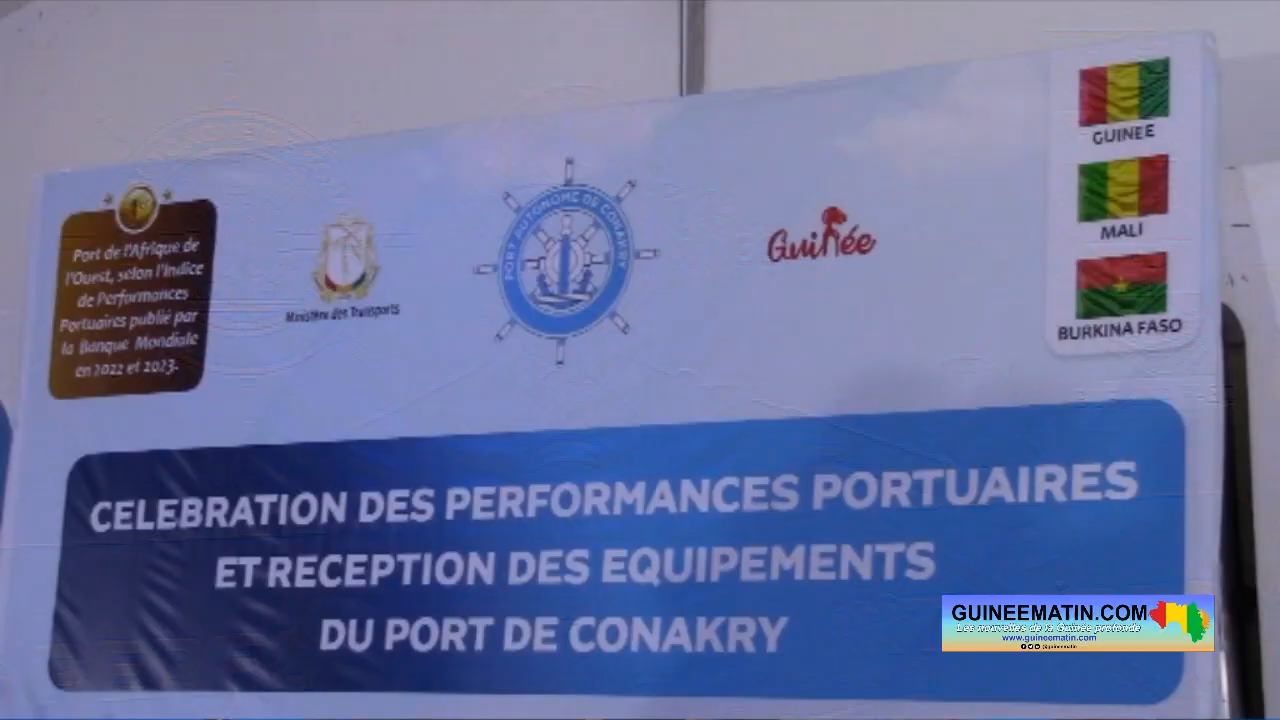 1er
Port de l'Afrique de
l'Ouest, selon l'Indice
de Performances
Portuaires publié par
la Banque Mondiale
en 2022 et 2023.
Ministère des Transports
PORT AUTONOME DE CONAKRY
Guinée
GUINEE
MALI
BURKINA FASO
CELEBRATION DES PERFORMANCES PORTUAIRES
ET RECEPTION DES EQUIPEMENTS
DU PORT DE CONAKRY
GUINEEMATIN.COM
Les nouvelles de la Guinée profonde
www.guineematin.com
@guineematin